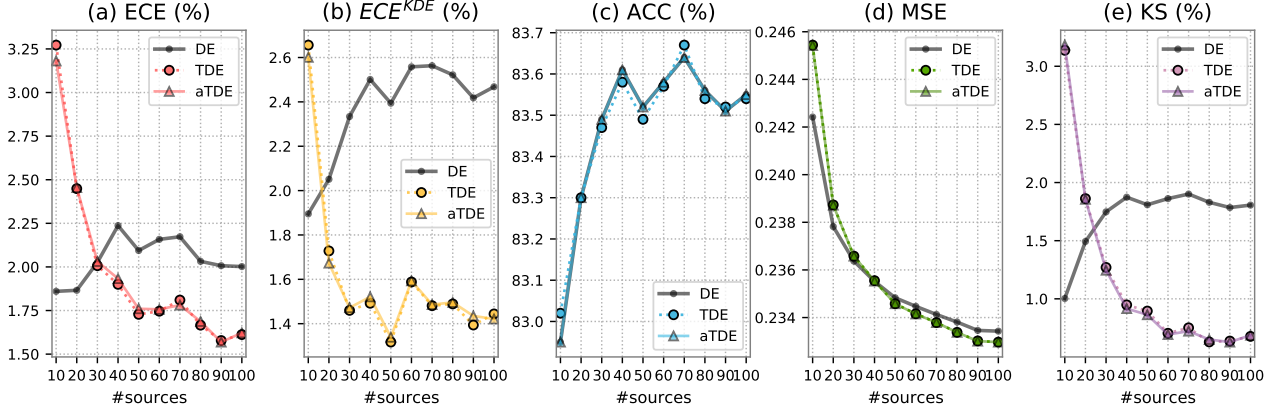 (a) ECE (%)
3.25
3.00
2.75
2.50
2.25
2.00
1.75
1.50
10 20 30 40 50 60 70 80 90 100
#sources
DE
TDE
aTDE
(b) ECE^KDE (%)
2.6
2.4
2.2
2.0
1.8
1.6
1.4
10 20 30 40 50 60 70 80 90 100
#sources
DE
TDE
aTDE
(c) ACC (%)
83.7
83.6
83.5
83.4
83.3
83.2
83.1
83.0
10 20 30 40 50 60 70 80 90 100
#sources
DE
TDE
aTDE
(d) MSE
0.246
0.244
0.242
0.240
0.238
0.236
0.234
10 20 30 40 50 60 70 80 90 100
#sources
DE
TDE
aTDE
(e) KS (%)
3.0
2.5
2.0
1.5
1.0
10 20 30 40 50 60 70 80 90 100
#sources
DE
TDE
aTDE